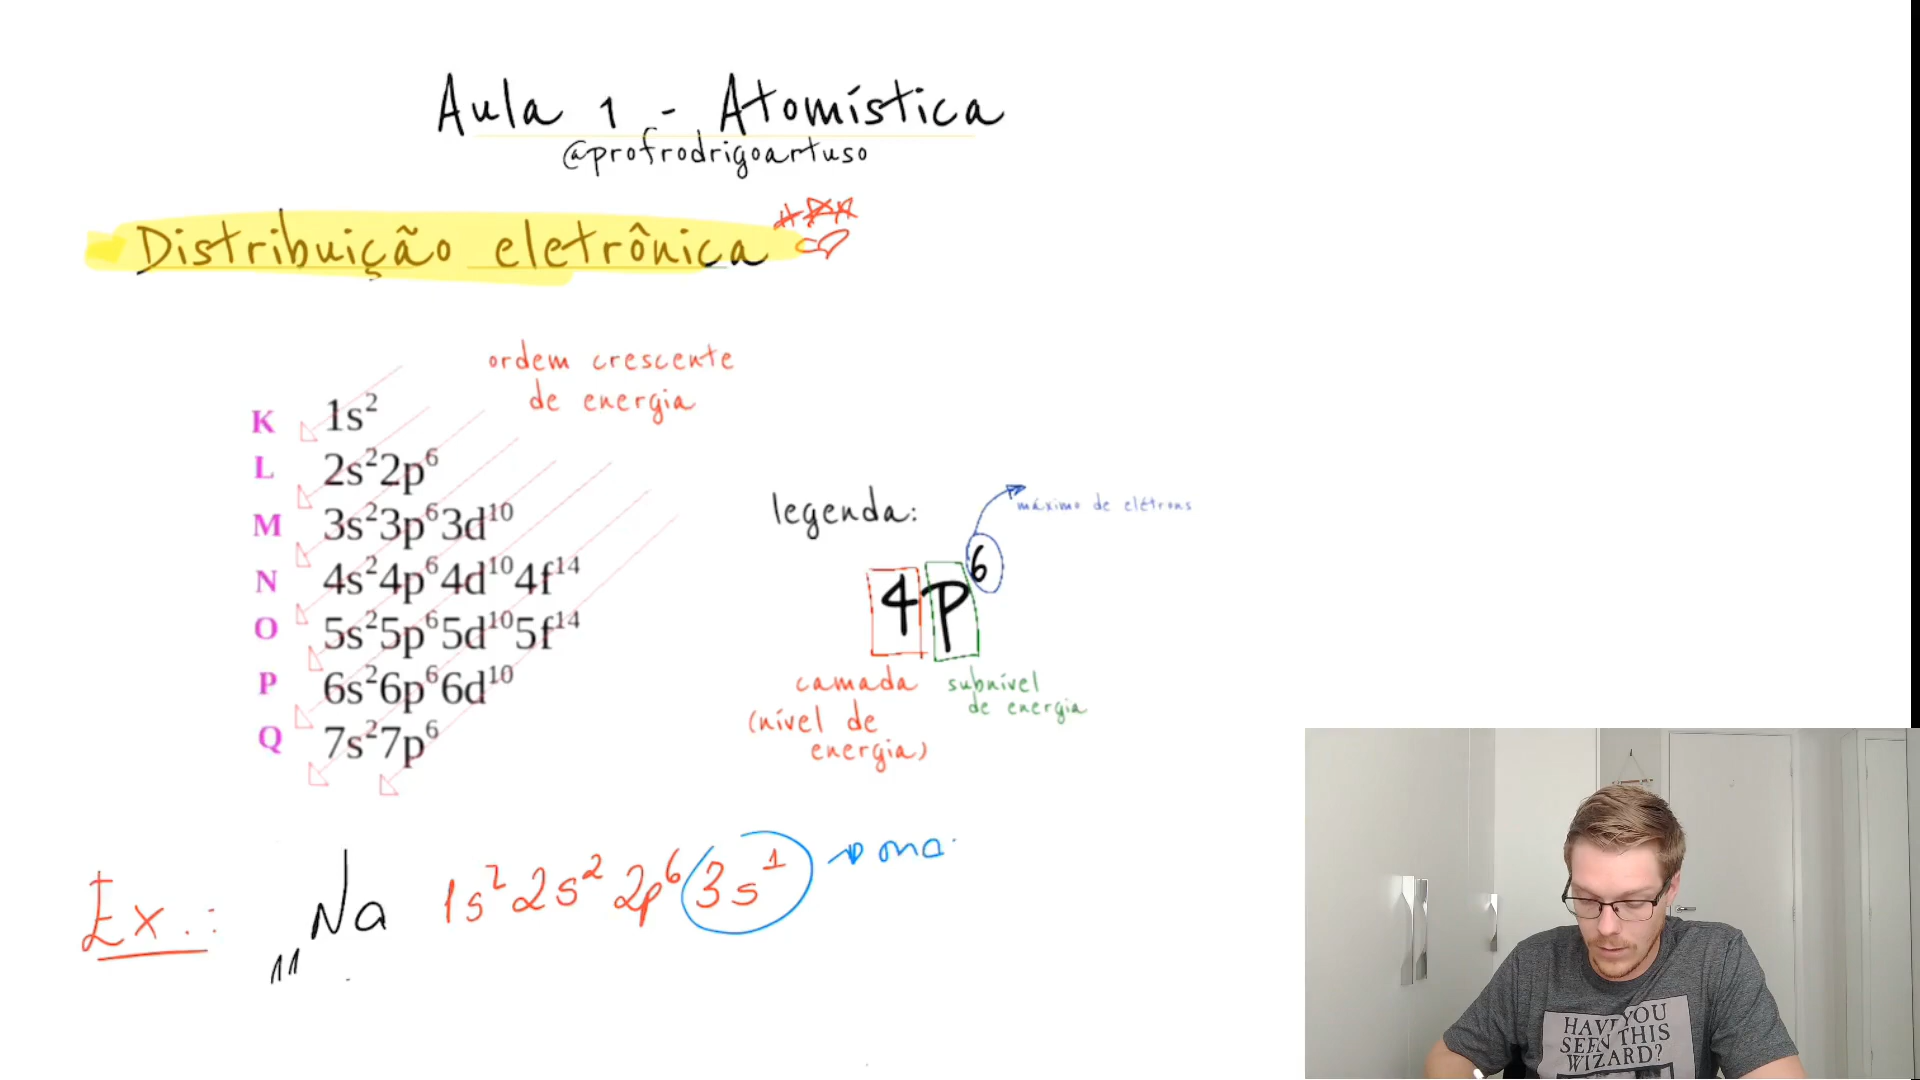 Aula 1 - Atomística
@profrodrigoartuso
Distribuição eletrônica
ordem crescente
de energia
K 1s²
L 2s²2p⁶
M 3s²3p⁶3d¹⁰
N 4s²4p⁶4d¹⁰4f¹⁴
O 5s²5p⁶5d¹⁰5f¹⁴
P 6s²6p⁶6d¹⁰
Q 7s²7p⁶
legenda:
máximo de elétrons
4p⁶
camada
(nível de
energia)
subnível
de energia
Ex.: ₁₁Na 1s² 2s² 2p⁶ 3s¹
HAVE YOU
SEEN THIS
WIZARD?